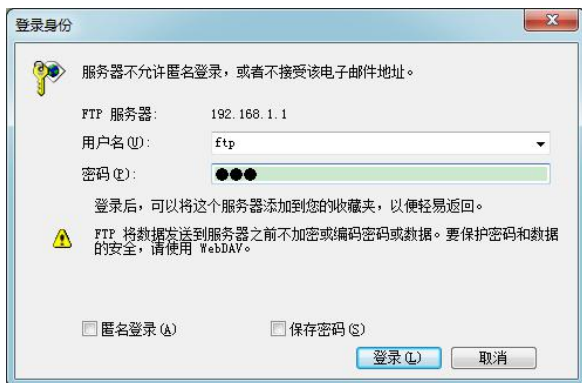 登录身份
服务器不允许匿名登录，或者不接受该电子邮件地址。
FTP 服务器: 192.168.1.1
用户名(U): ftp
密码(P): ●●●
登录后，可以将这个服务器添加到您的收藏夹，以便轻易返回。
FTP 将数据发送到服务器之前不加密或编码密码或数据。要保护密码和数据
的安全，请使用 WebDAV。
匿名登录(A) 保存密码(S)
登录(L) 取消